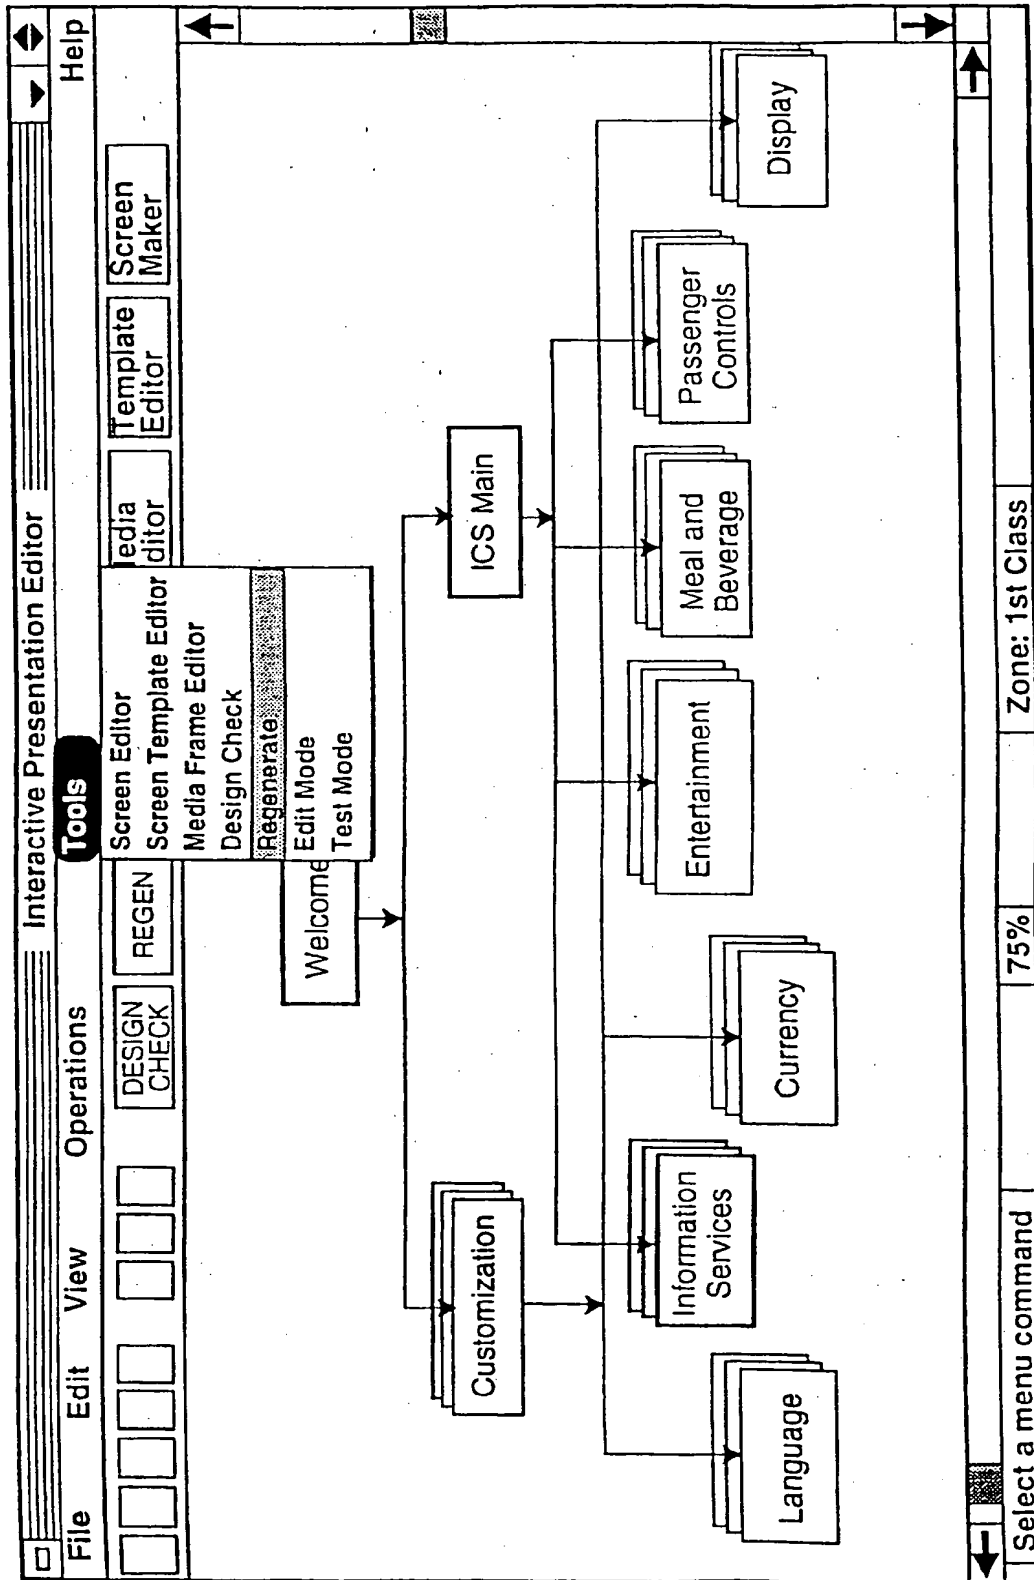 Interactive Presentation Editor
File Edit View Operations Tools Help
DESIGN
CHECK
REGEN
edia
ditor
Template
Editor
Screen
Maker
Screen Editor
Screen Template Editor
Media Frame Editor
Design Check
Regenerate
Edit Mode
Test Mode
Welcome
Customization
ICS Main
Information
Services
Entertainment
Meal and
Beverage
Passenger
Controls
Language
Currency
Display
Select a menu command 75% Zone: 1st Class